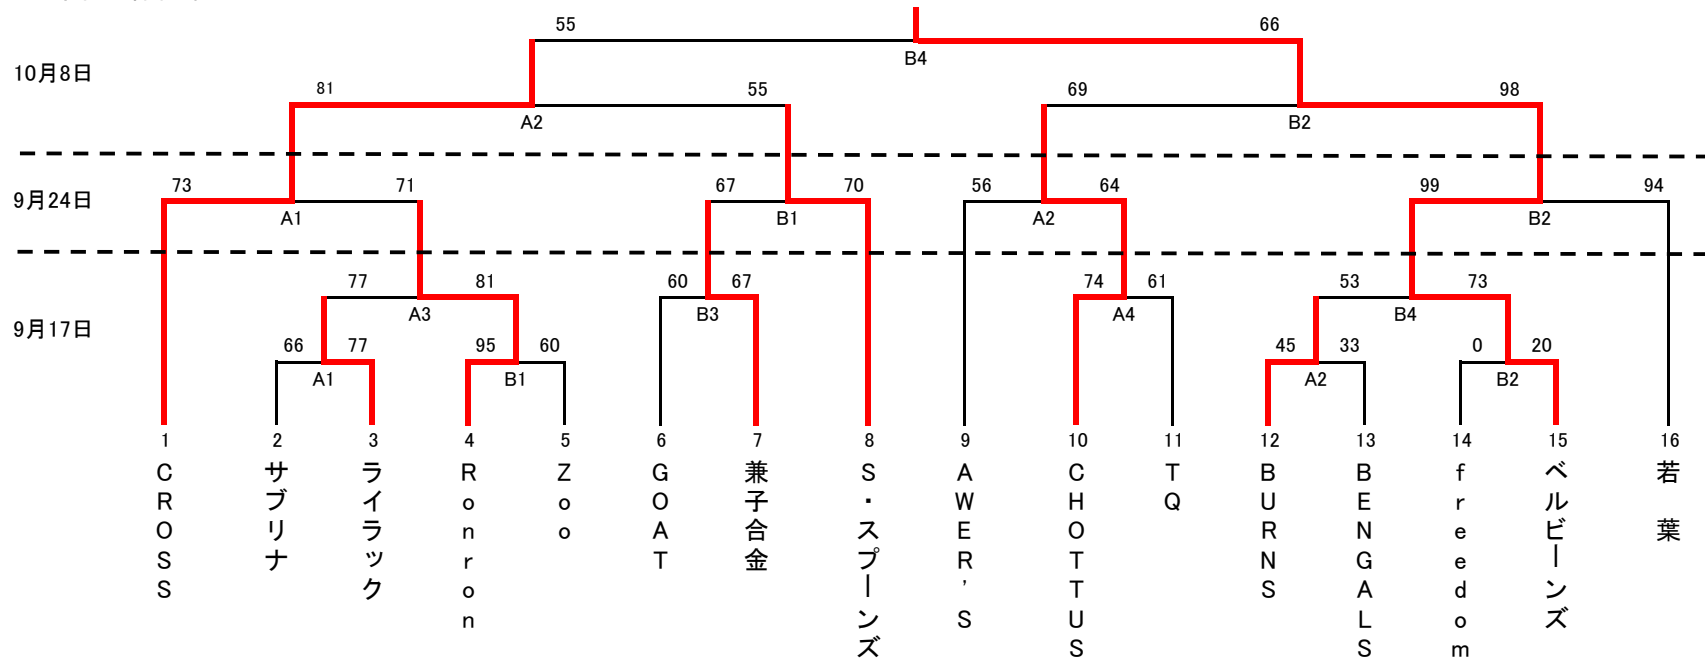 55 66
B4
10月8日
81 55 69 98
A2 B2
73 71 67 70 56 64 99 94
9月24日
A1 B1 A2 B2
77 81 60 67 74 61 53 73
A3 B3 A4 B4
9月17日
66 77 95 60 45 33 0 20
A1 B1 A2 B2
1 2 3 4 5 6 7 8 9 10 11 12 13 14 15 16
CROSS
サブリナ
ライラック
Ronron
Zoo
GOAT
兼子合金
S・スプーンズ
AWER'S
CHOTTUS
TQ
BURNS
BENGALS
freedom
ベルビーンズ
若 葉